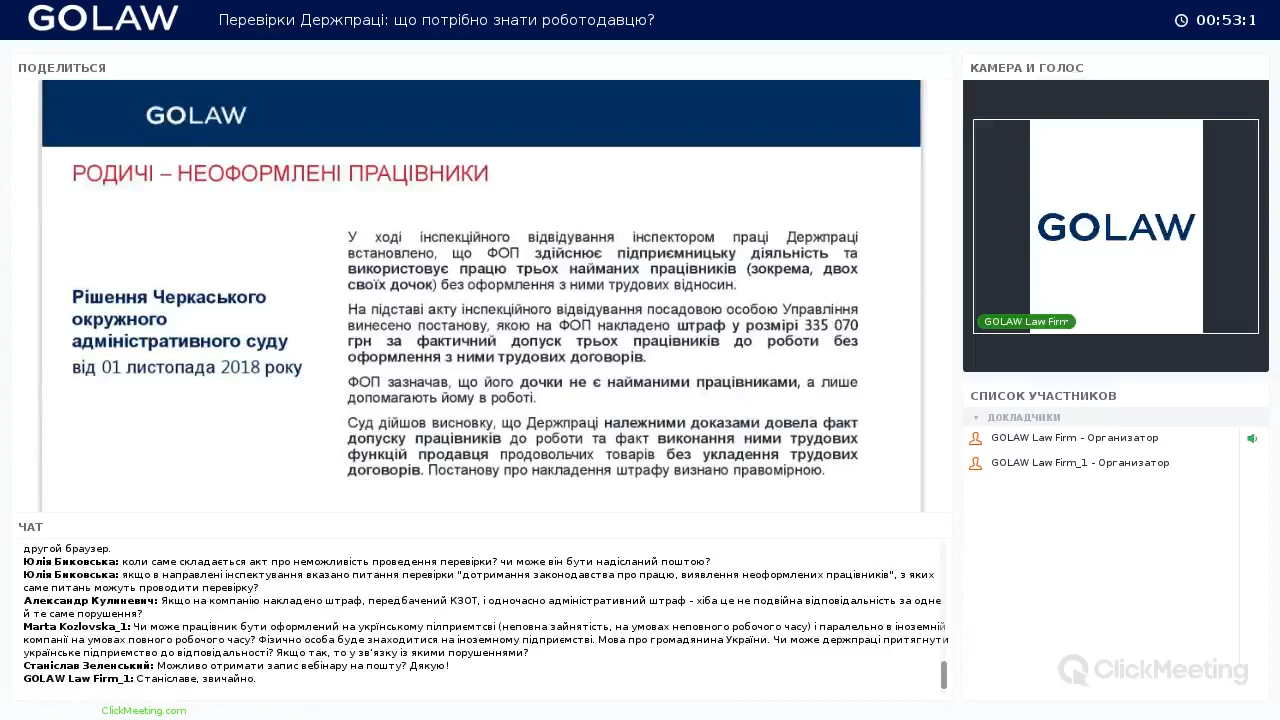 GOLAW
Перевірки Держпраці: що потрібно знати роботодавцю?
00:53:1
ПОДЕЛИТЬСЯ
GOLAW
РОДИЧІ – НЕОФОРМЛЕНІ ПРАЦІВНИКИ
Рішення Черкаського
окружного
адміністративного суду
від 01 листопада 2018 року
У ході інспекційного відвідування інспектором праці Держпраці
встановлено, що ФОП здійснює підприємницьку діяльність та
використовує працю трьох найманих працівників (зокрема, двох
своїх дочок) без оформлення з ними трудових відносин.
На підставі акту інспекційного відвідування посадовою особою Управління
винесено постанову, якою на ФОП накладено штраф у розмірі 335 070
грн за фактичний допуск трьох працівників до роботи без
оформлення з ними трудових договорів.
ФОП зазначав, що його дочки не є найманими працівниками, а лише
допомагають йому в роботі.
Суд дійшов висновку, що Держпраці належними доказами довела факт
допуску працівників до роботи та факт виконання ними трудових
функцій продавця продовольчих товарів без укладення трудових
договорів. Постанову про накладення штрафу визнано правомірною.
КАМЕРА И ГОЛОС
GOLAW
GOLAW Law Firm
СПИСОК УЧАСТНИКОВ
ДОКЛАДЧИКИ
GOLAW Law Firm - Организатор
GOLAW Law Firm_1 - Организатор
ЧАТ
другой браузер.
Юлія Биковська: коли саме складається акт про неможливість проведення перевірки? чи може він бути надісланий поштою?
Юлія Биковська: якщо в направлені інспектування вказано питання перевірки "дотримання законодавства про працю, виявлення неоформлених працівників", з яких
саме питань можуть проводити перевірку?
Александр Кулиневич: Якщо на компанію накладено штраф, передбачений КЗОТ, і одночасно адміністративний штраф - хіба це не подвійна відповідальність за одне
й те саме порушення?
Marta Kozlovska_1: Чи може працівник бути оформлений на укрїнському пілприємтсві (неповна зайнятість, на умовах неповного робочого часу) і паралельно в іноземній
компанії на умовах повного робочого часу? Фізично особа буде знаходитися на іноземному підприємстві. Мова про громадянина України. Чи може держпраці притягнути
українське підприємство до відповідальності? Якщо так, то у зв'язку із якими порушеннями?
Станіслав Зеленський: Можливо отримати запис вебінару на пошту? Дякую!
GOLAW Law Firm_1: Станіславе, звичайно.
ClickMeeting
ClickMeeting.com